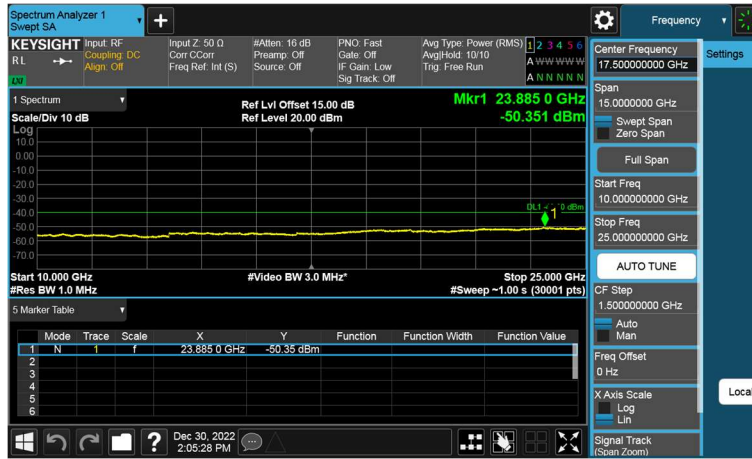 Spectrum Analyzer 1
Swept SA
+
Frequency
KEYSIGHT
RL
LXI
Input: RF
Coupling: DC
Align: Off
Input Z: 50 Ω
Corr CCorr
Freq Ref: Int (S)
#Atten: 16 dB
Preamp: Off
Source: Off
PNO: Fast
Gate: Off
IF Gain: Low
Sig Track: Off
Avg Type: Power (RMS)
Avg|Hold: 10/10
Trig: Free Run
1 2 3 4 5 6
A W W W W W
A N N N N N
Center Frequency
17.500000000 GHz
Settings
Span
15.0000000 GHz
Swept Span
Zero Span
Full Span
Start Freq
10.000000000 GHz
Stop Freq
25.000000000 GHz
AUTO TUNE
CF Step
1.500000000 GHz
Auto
Man
Freq Offset
0 Hz
X Axis Scale
Log
Lin
Local
Signal Track
(Span Zoom)
1 Spectrum
Scale/Div 10 dB
Ref Lvl Offset 15.00 dB
Ref Level 20.00 dBm
Mkr1 23.885 0 GHz
-50.351 dBm
Log
10.0
0.00
-10.0
-20.0
-30.0
-40.0
-50.0
-60.0
-70.0
DL1
dBm
1
Start 10.000 GHz
#Res BW 1.0 MHz
#Video BW 3.0 MHz*
Stop 25.000 GHz
#Sweep ~1.00 s (30001 pts)
5 Marker Table
Mode Trace Scale X Y Function Function Width Function Value
1 N 1 f 23.885 0 GHz -50.35 dBm
2
3
4
5
6
?
Dec 30, 2022
2:05:28 PM